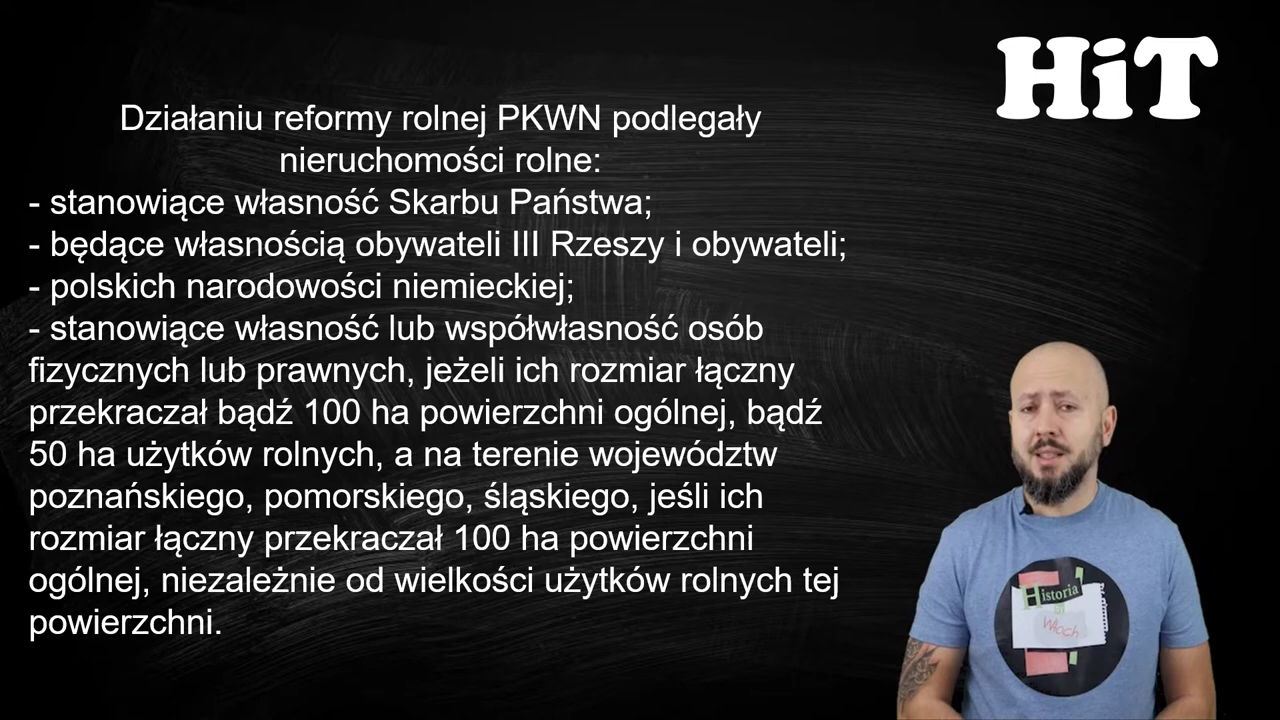 HiT
Działaniu reformy rolnej PKWN podlegały
nieruchomości rolne:
- stanowiące własność Skarbu Państwa;
- będące własnością obywateli III Rzeszy i obywateli;
- polskich narodowości niemieckiej;
- stanowiące własność lub współwłasność osób
fizycznych lub prawnych, jeżeli ich rozmiar łączny
przekraczał bądź 100 ha powierzchni ogólnej, bądź
50 ha użytków rolnych, a na terenie województw
poznańskiego, pomorskiego, śląskiego, jeśli ich
rozmiar łączny przekraczał 100 ha powierzchni
ogólnej, niezależnie od wielkości użytków rolnych tej
powierzchni.
Historia